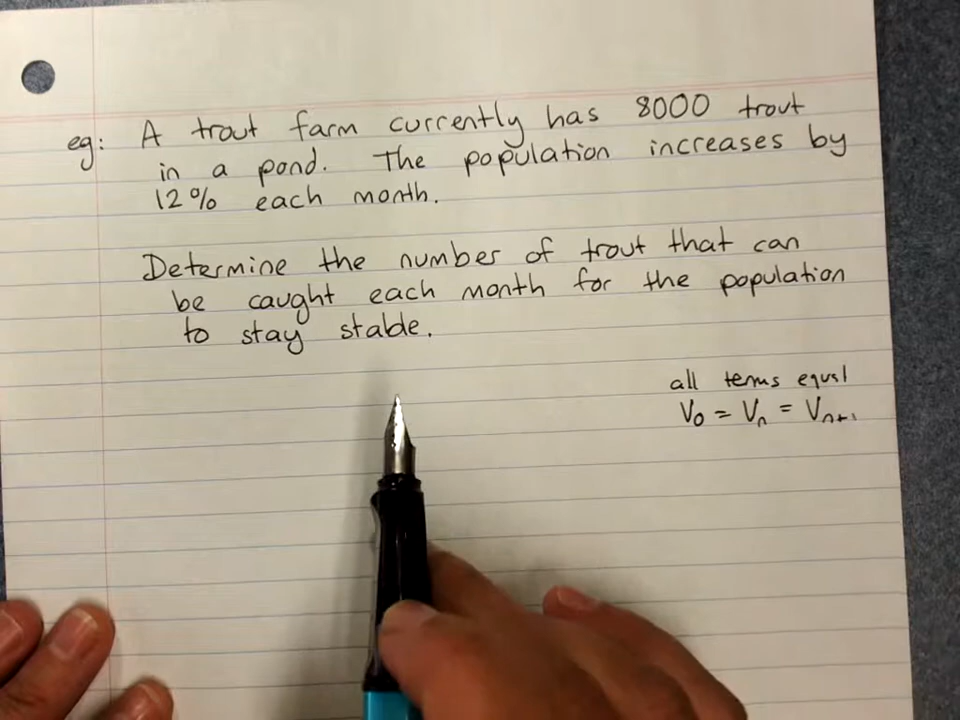 eg: A trout farm currently has 8000 trout
in a pond. The population increases by
12% each month.
Determine the number of trout that can
be caught each month for the population
to stay stable.
all terms equal
V₀ = Vₙ = Vₙ₊₁